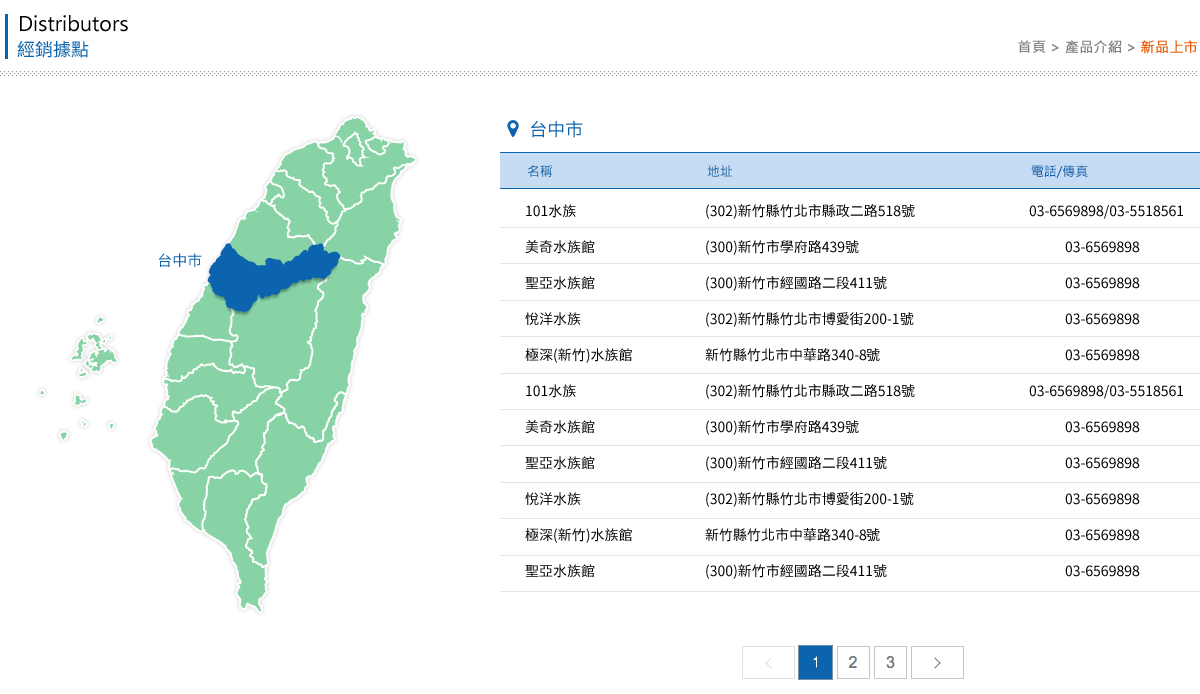 Distributors
經銷據點
首頁 > 產品介紹 > 新品上市
台中市
台中市
名稱 地址 電話/傳真
101水族 (302)新竹縣竹北市縣政二路518號 03-6569898/03-5518561
美奇水族館 (300)新竹市學府路439號 03-6569898
聖亞水族館 (300)新竹市經國路二段411號 03-6569898
悅洋水族 (302)新竹縣竹北市博愛街200-1號 03-6569898
極深(新竹)水族館 新竹縣竹北市中華路340-8號 03-6569898
101水族 (302)新竹縣竹北市縣政二路518號 03-6569898/03-5518561
美奇水族館 (300)新竹市學府路439號 03-6569898
聖亞水族館 (300)新竹市經國路二段411號 03-6569898
悅洋水族 (302)新竹縣竹北市博愛街200-1號 03-6569898
極深(新竹)水族館 新竹縣竹北市中華路340-8號 03-6569898
聖亞水族館 (300)新竹市經國路二段411號 03-6569898
< 1 2 3 >